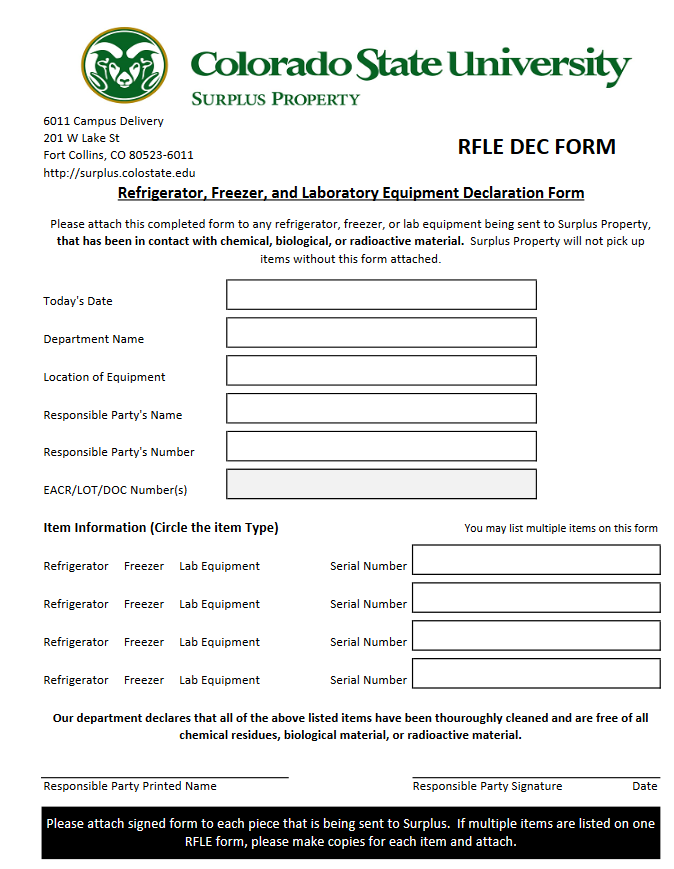 Colorado State University
SURPLUS PROPERTY
6011 Campus Delivery
201 W Lake St
Fort Collins, CO 80523-6011
http://surplus.colostate.edu
RFLE DEC FORM
Refrigerator, Freezer, and Laboratory Equipment Declaration Form
Please attach this completed form to any refrigerator, freezer, or lab equipment being sent to Surplus Property,
that has been in contact with chemical, biological, or radioactive material.  Surplus Property will not pick up
items without this form attached.
Today's Date
Department Name
Location of Equipment
Responsible Party's Name
Responsible Party's Number
EACR/LOT/DOC Number(s)
Item Information (Circle the item Type) You may list multiple items on this form
Refrigerator Freezer Lab Equipment Serial Number
Refrigerator Freezer Lab Equipment Serial Number
Refrigerator Freezer Lab Equipment Serial Number
Refrigerator Freezer Lab Equipment Serial Number
Our department declares that all of the above listed items have been thouroughly cleaned and are free of all
chemical residues, biological material, or radioactive material.
Responsible Party Printed Name Responsible Party Signature Date
Please attach signed form to each piece that is being sent to Surplus.  If multiple items are listed on one
RFLE form, please make copies for each item and attach.